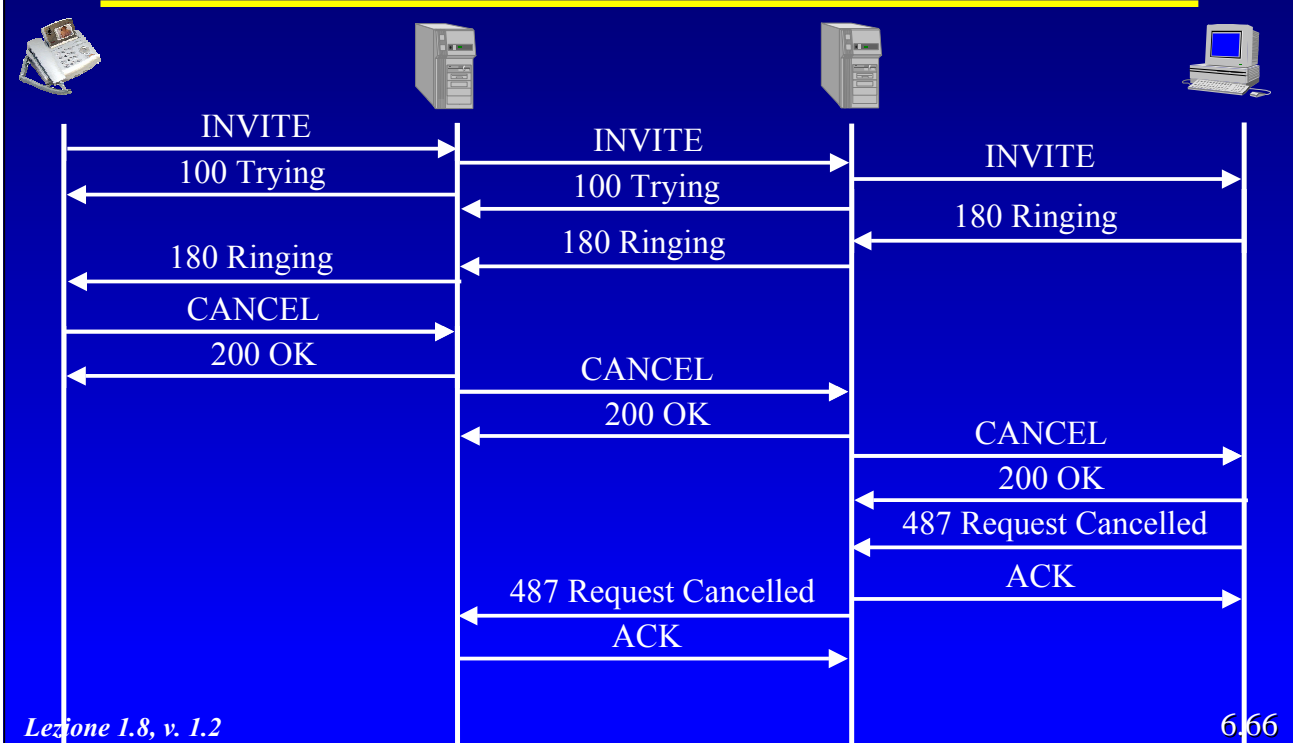 INVITE
INVITE
INVITE
100 Trying
100 Trying
180 Ringing
180 Ringing
180 Ringing
CANCEL
200 OK
CANCEL
200 OK
CANCEL
200 OK
487 Request Cancelled
ACK
487 Request Cancelled
ACK
Lezione 1.8, v. 1.2
6.66